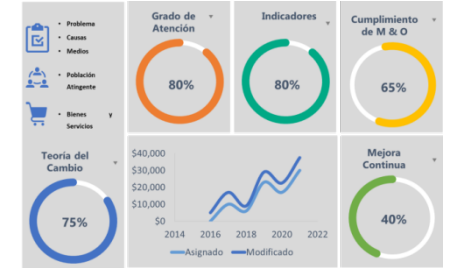 • Problema
• Causas
• Medios
• Población
Atingente
• Bienes y
Servicios
Grado de
Atención
80%
Indicadores
80%
Cumplimiento
de M & O
65%
Teoría del
Cambio
75%
$40,000
$30,000
$20,000
$10,000
$0
2014 2016 2018 2020 2022
Asignado Modificado
Mejora
Continua
40%